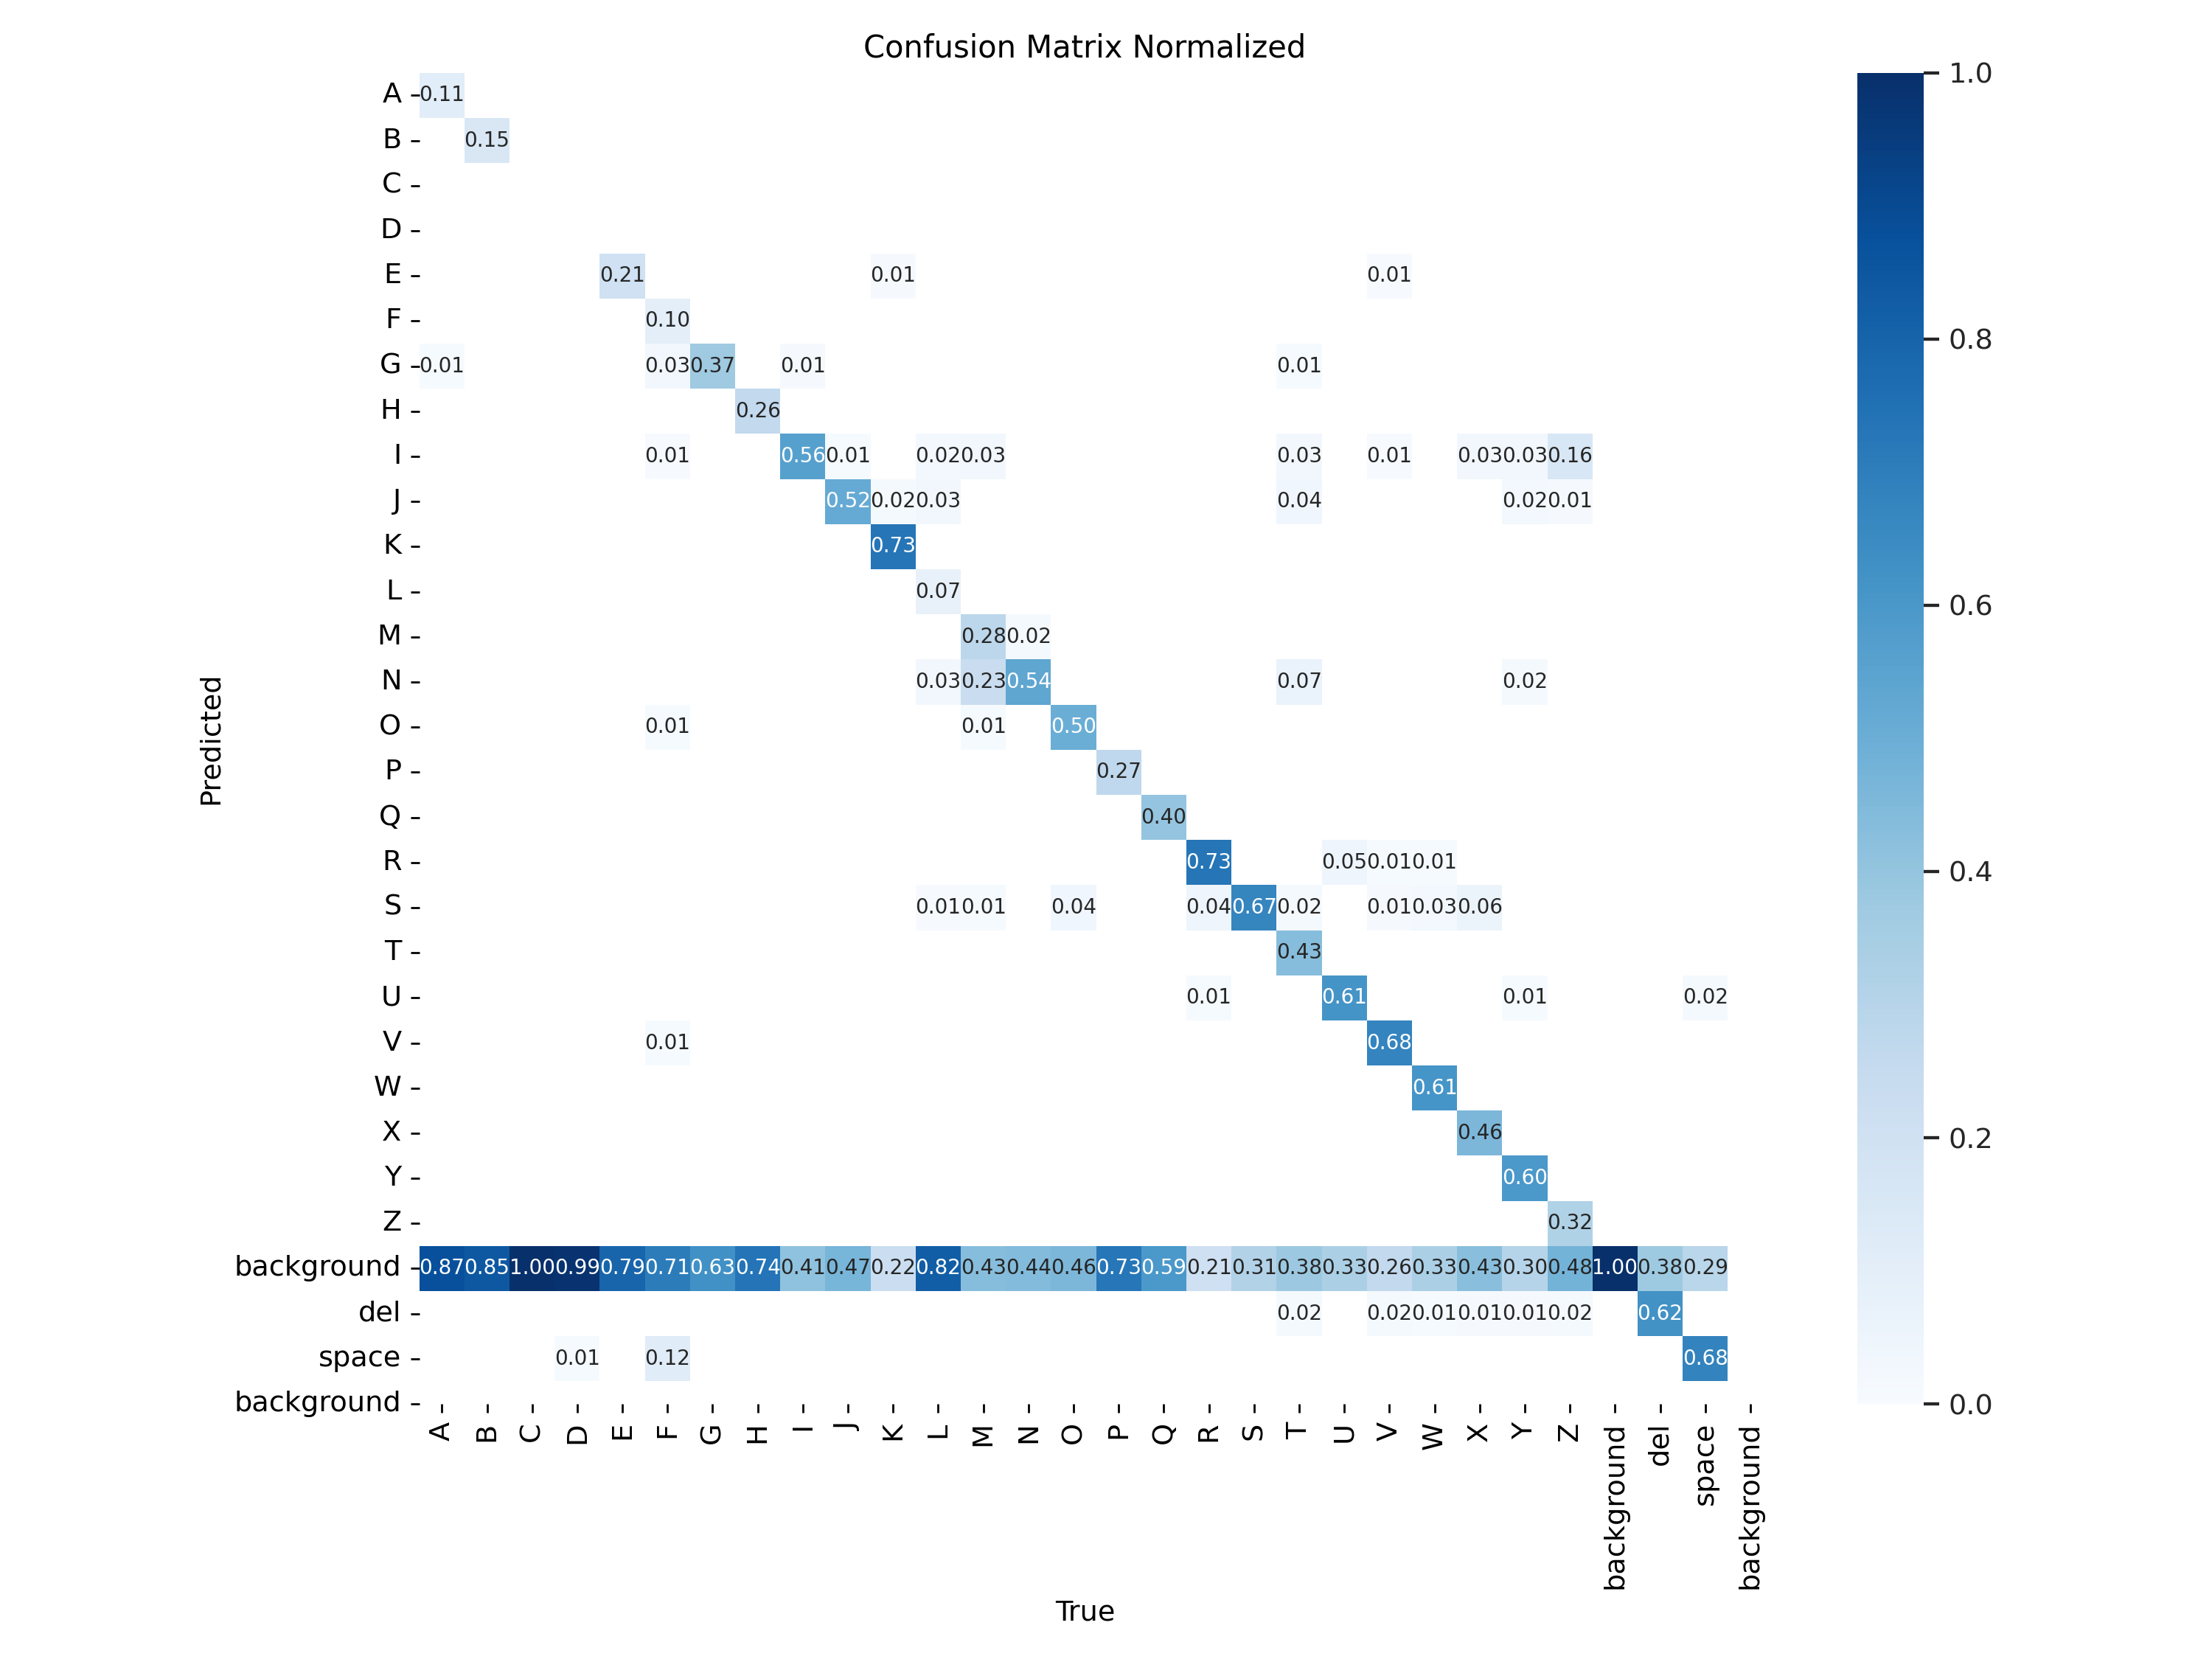 Confusion Matrix Normalized
A 0.11
B 0.15
C
D
E 0.21 0.01 0.01
F 0.10
G 0.01 0.03 0.37 0.01 0.01
H 0.26
I 0.01 0.56 0.01 0.02 0.03 0.03 0.01 0.03 0.03 0.16
J 0.52 0.02 0.03 0.04 0.02 0.01
K 0.73
L 0.07
M 0.28 0.02
N 0.03 0.23 0.54 0.07 0.02
O 0.01 0.01 0.50
P 0.27
Q 0.40
R 0.73 0.05 0.01 0.01
S 0.01 0.01 0.04 0.04 0.67 0.02 0.01 0.03 0.06
T 0.43
U 0.01 0.61 0.01 0.02
V 0.01 0.68
W 0.61
X 0.46
Y 0.60
Z 0.32
background 0.87 0.85 1.00 0.99 0.79 0.71 0.63 0.74 0.41 0.47 0.22 0.82 0.43 0.44 0.46 0.73 0.59 0.21 0.31 0.38 0.33 0.26 0.33 0.43 0.30 0.48 1.00 0.38 0.29
del 0.02 0.02 0.01 0.01 0.01 0.02 0.62
space 0.01 0.12 0.68
background
A B C D E F G H I J K L M N O P Q R S T U V W X Y Z background del space background
Predicted
True
1.0
0.8
0.6
0.4
0.2
0.0